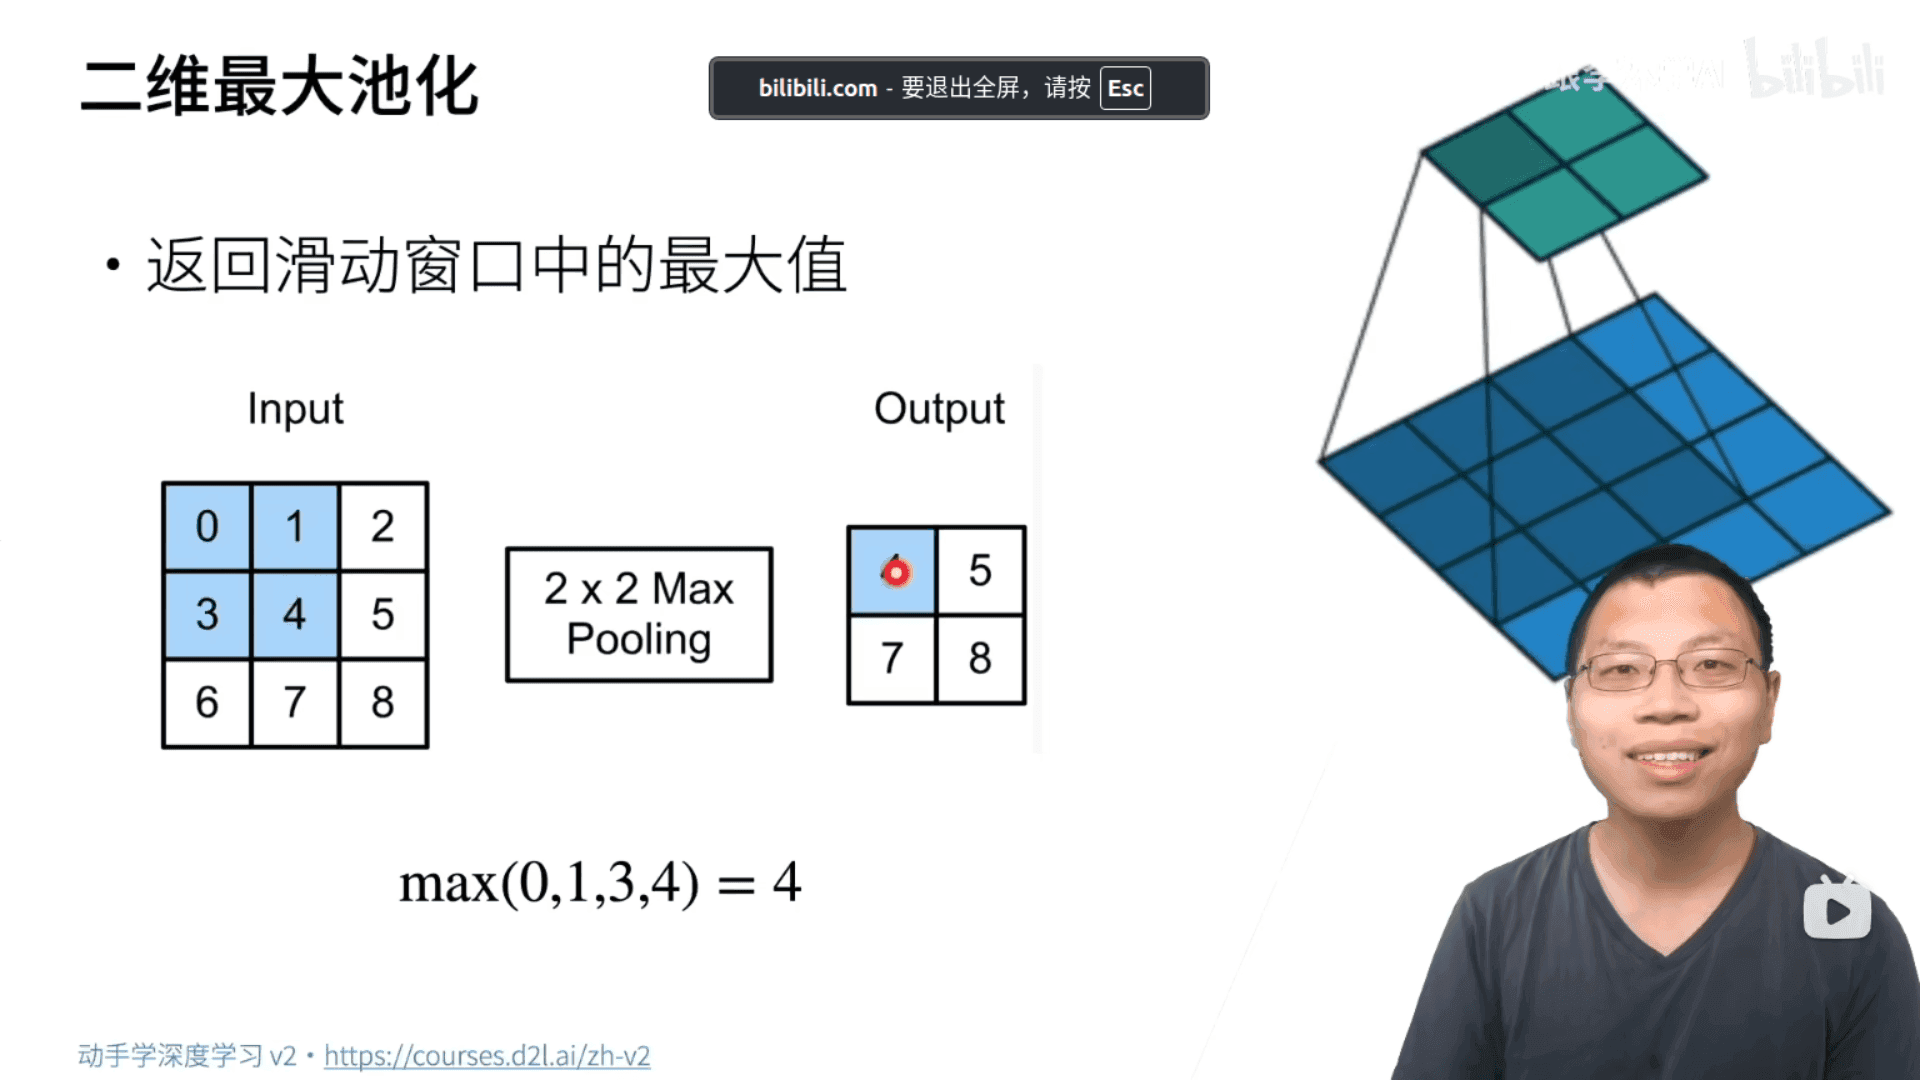 二维最大池化
bilibili.com - 要退出全屏，请按 Esc
bilibili
• 返回滑动窗口中的最大值
Input
Output
0 1 2
3 4 5
6 7 8
2 x 2 Max
Pooling
5
7 8
max(0,1,3,4) = 4
动手学深度学习 v2 • https://courses.d2l.ai/zh-v2